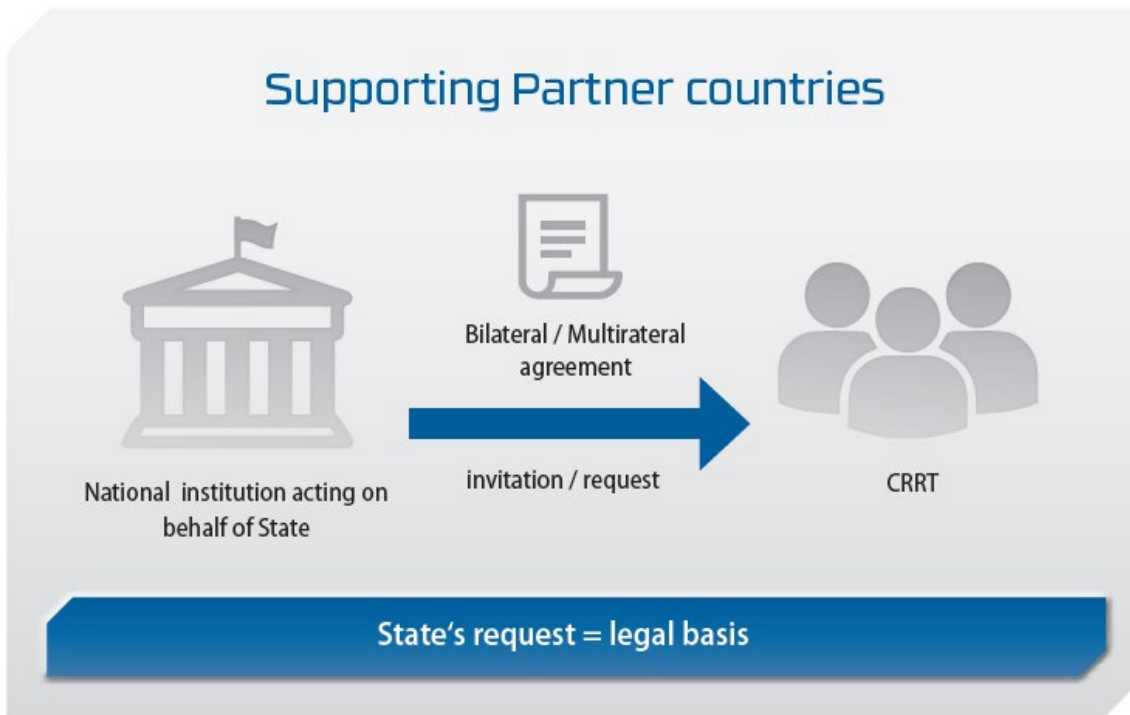 Supporting Partner countries
Bilateral / Multirateral
agreement
invitation / request
National institution acting on
behalf of State
CRRT
State‘s request = legal basis